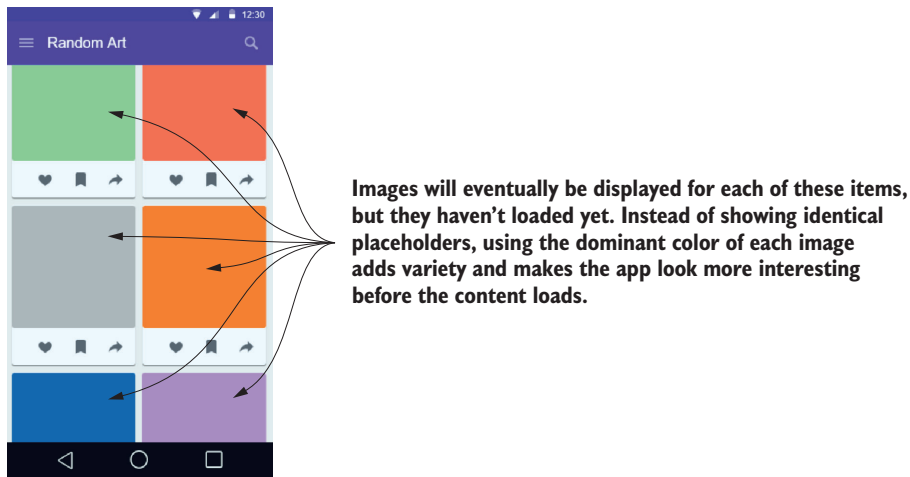 12:30
Random Art
Images will eventually be displayed for each of these items,
but they haven’t loaded yet. Instead of showing identical
placeholders, using the dominant color of each image
adds variety and makes the app look more interesting
before the content loads.